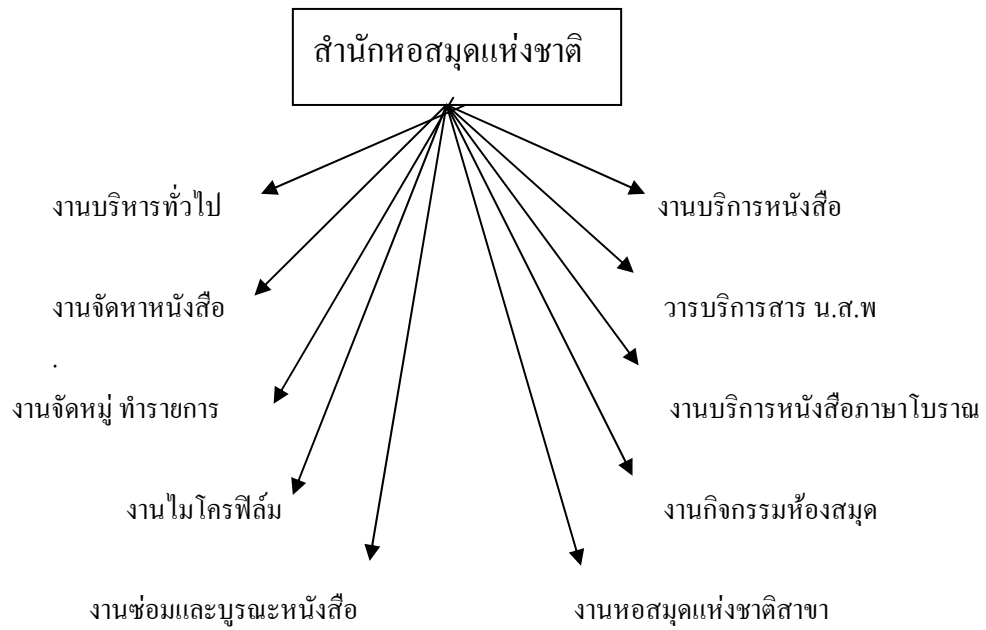 สำนักหอสมุดแห่งชาติ
งานบริหารทั่วไป
งานบริการหนังสือ
งานจัดหาหนังสือ
วารบริการสาร น.ส.พ
.
งานจัดหมู่ ทำรายการ
งานบริการหนังสือภาษาโบราณ
งานไมโครฟิล์ม
งานกิจกรรมห้องสมุด
งานซ่อมและบูรณะหนังสือ
งานหอสมุดแห่งชาติสาขา